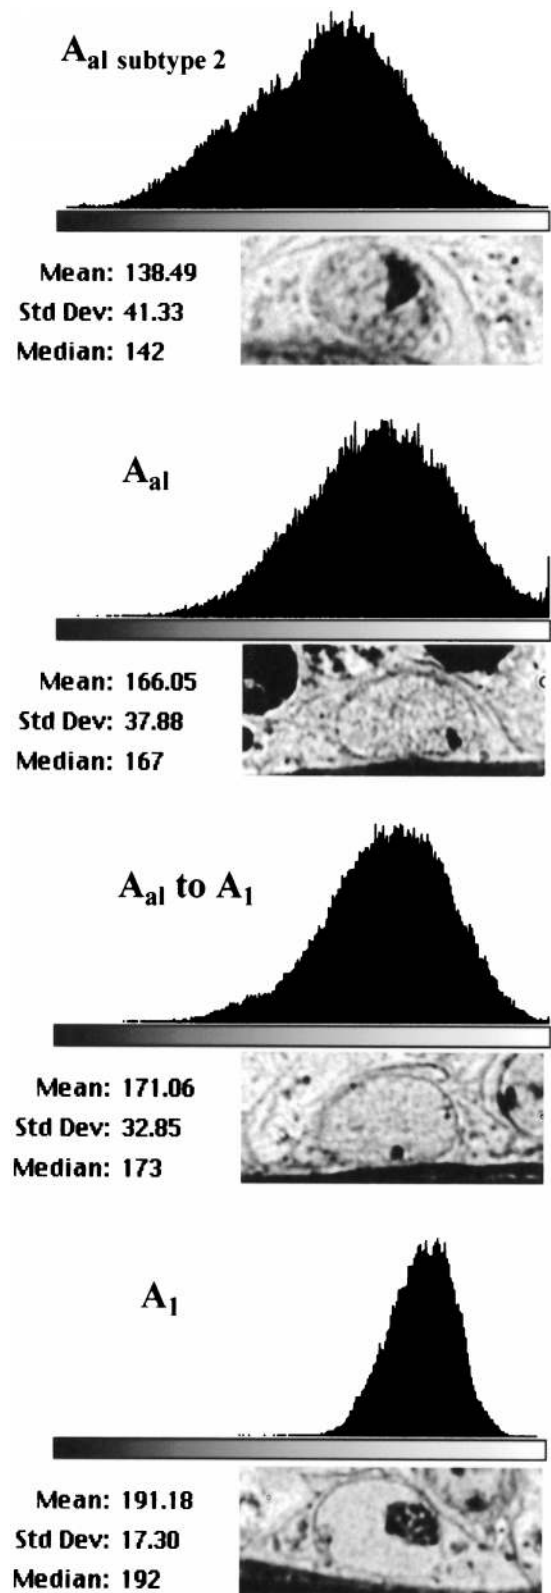 A_al subtype 2
Mean: 138.49
Std Dev: 41.33
Median: 142
A_al
Mean: 166.05
Std Dev: 37.88
Median: 167
A_al to A_1
Mean: 171.06
Std Dev: 32.85
Median: 173
A_1
Mean: 191.18
Std Dev: 17.30
Median: 192